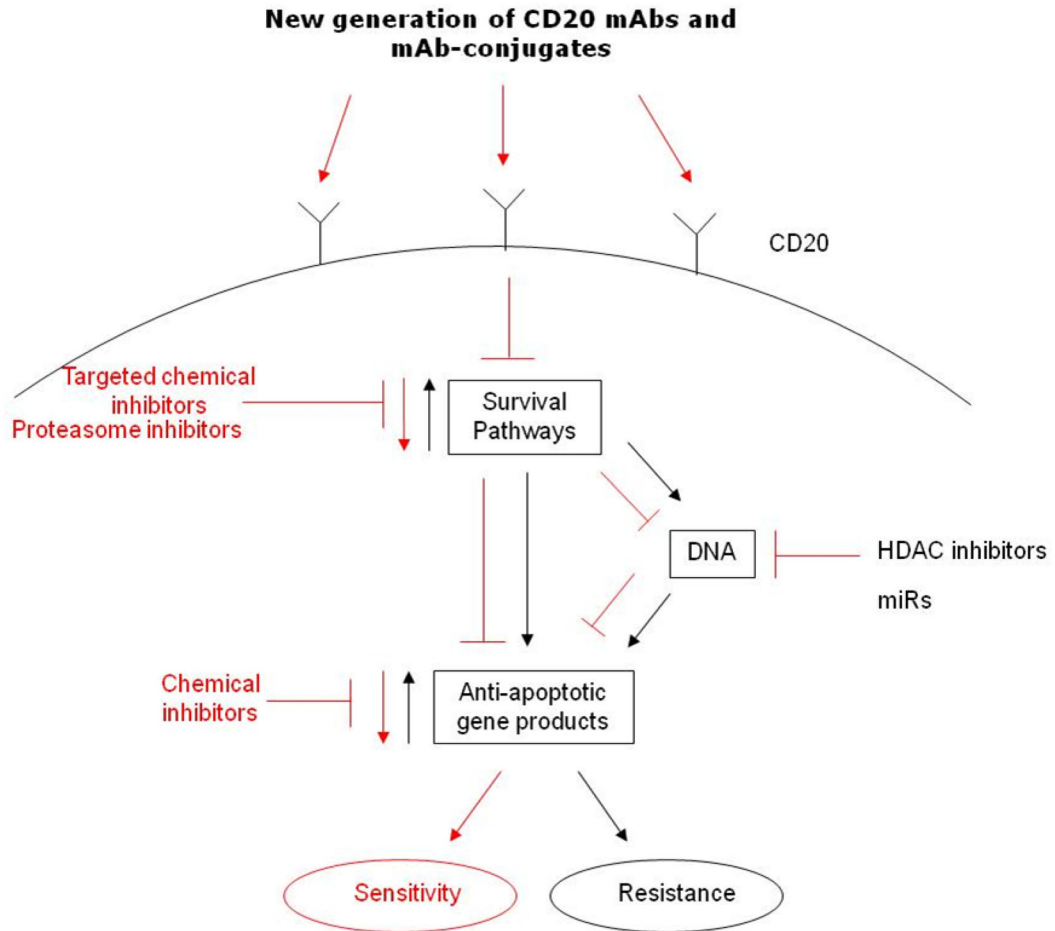 New generation of CD20 mAbs and
mAb-conjugates
CD20
Targeted chemical
inhibitors
Proteasome inhibitors
Survival
Pathways
DNA
HDAC inhibitors
miRs
Chemical
inhibitors
Anti-apoptotic
gene products
Sensitivity
Resistance